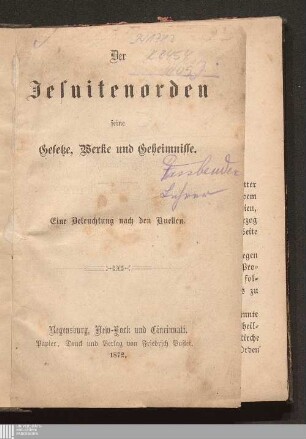 Der
Jesuitenorden
seine
Gesetze, Werke und Geheimnisse.
Lehrer
Eine Beleuchtung nach den Quellen.
Regensburg, New-York und Cincinnati.
Papier, Druck und Verlag von Friedrich Pustet.
1872.